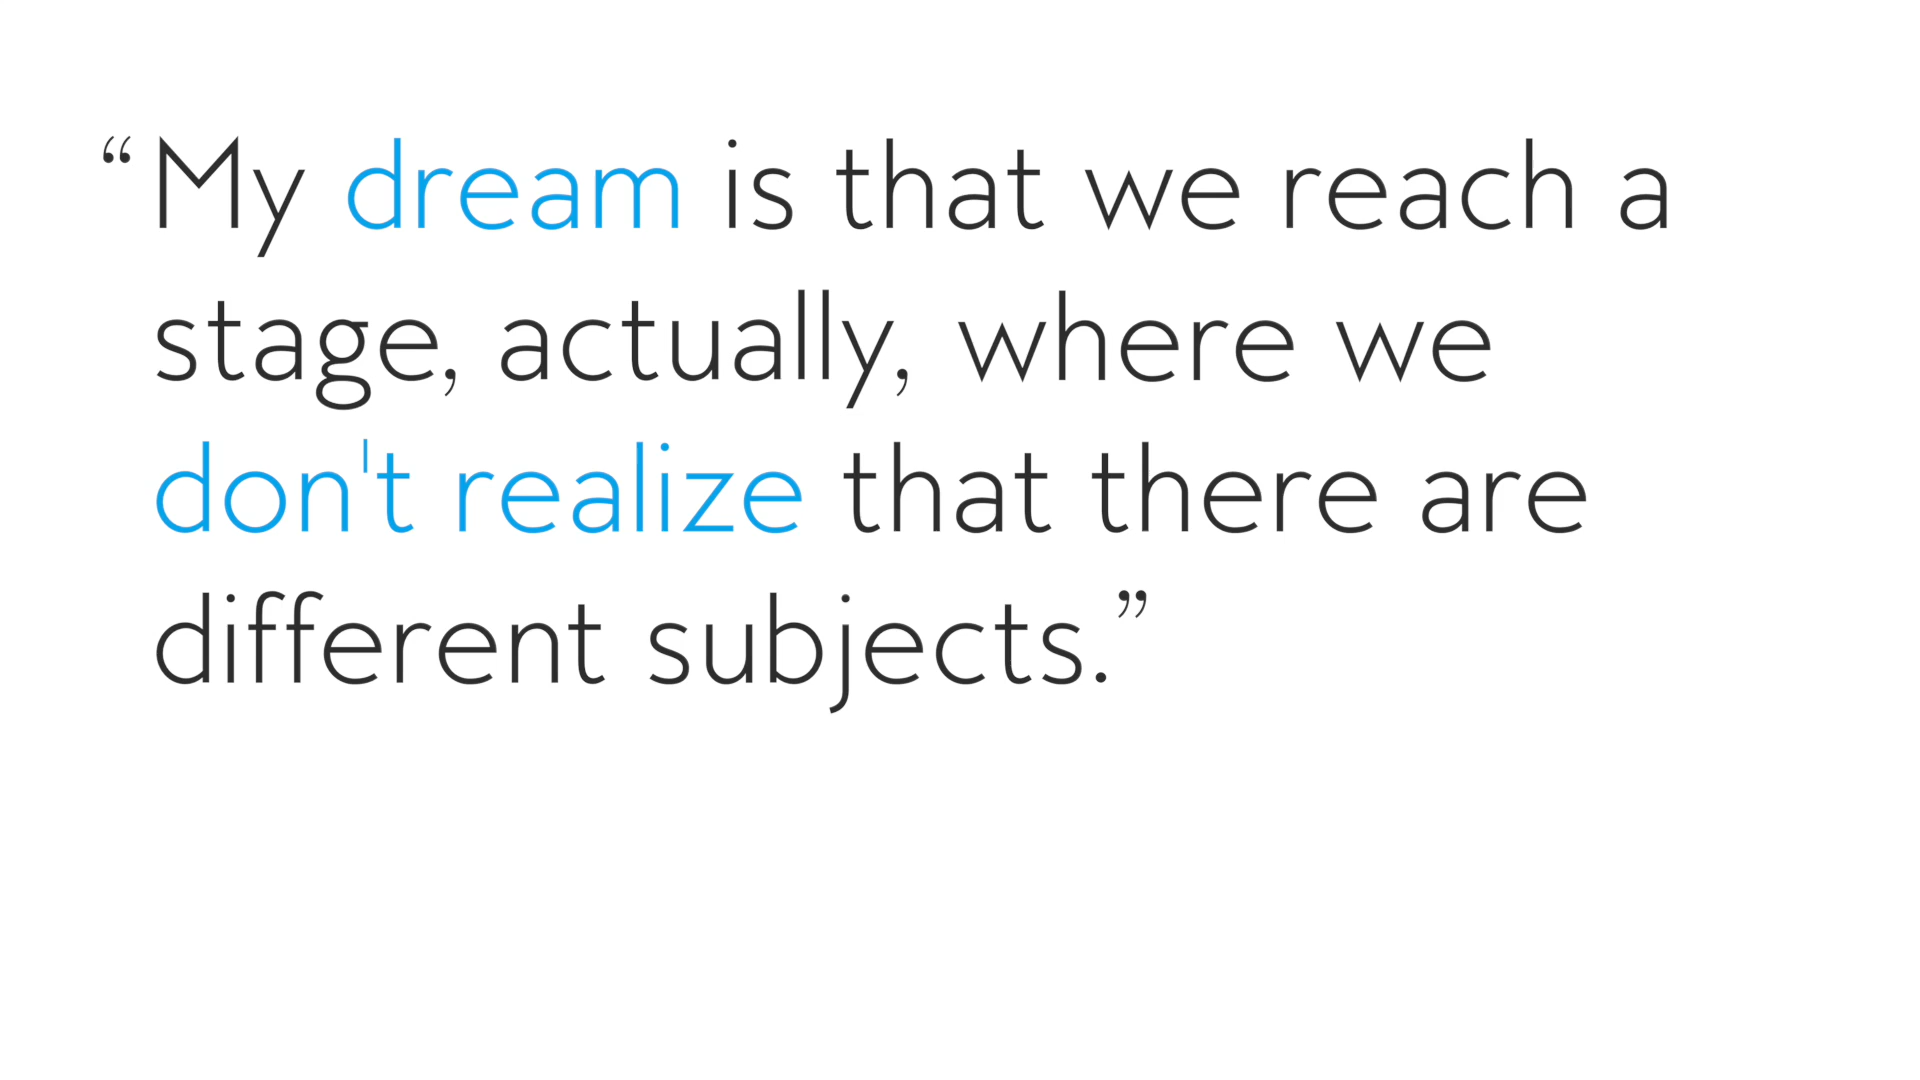 “My dream is that we reach a
stage, actually, where we
don't realize that there are
different subjects.”